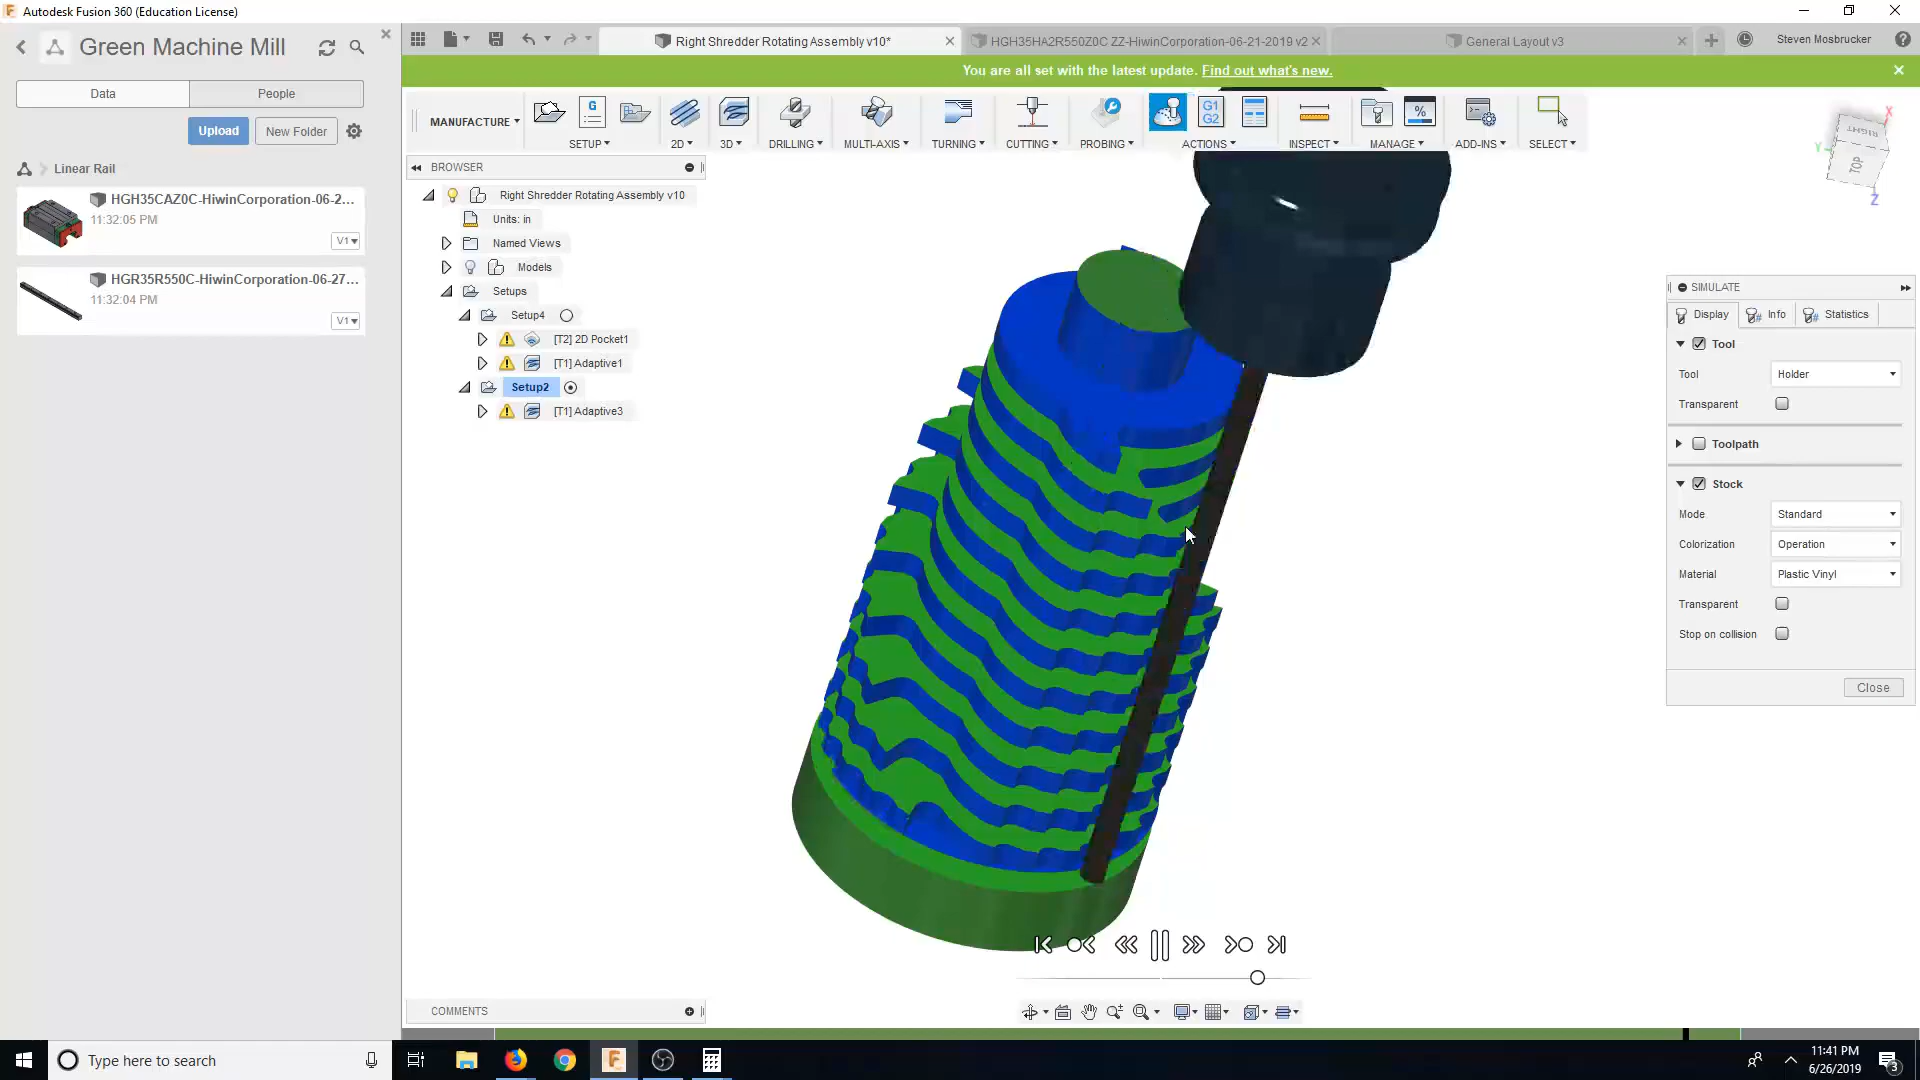 Autodesk Fusion 360 (Education License)
Green Machine Mill
Data
People
Upload
New Folder
Linear Rail
HGH35CAZ0C-HiwinCorporation-06-2...
11:32:05 PM
V1
HGR35R550C-HiwinCorporation-06-27...
11:32:04 PM
V1
Right Shredder Rotating Assembly v10*
HGH35HA2R550Z0C ZZ-HiwinCorporation-06-21-2019 v2
General Layout v3
Steven Mosbrucker
You are all set with the latest update. Find out what's new.
MANUFACTURE
SETUP
2D
3D
DRILLING
MULTI-AXIS
TURNING
CUTTING
PROBING
G1
G2
ACTIONS
INSPECT
MANAGE
ADD-INS
SELECT
RIGHT
TOP
X
Y
Z
BROWSER
Right Shredder Rotating Assembly v10
Units: in
Named Views
Models
Setups
Setup4
[T2] 2D Pocket1
[T1] Adaptive1
Setup2
[T1] Adaptive3
SIMULATE
Display
Info
Statistics
Tool
Tool Holder
Transparent
Toolpath
Stock
Mode Standard
Colorization Operation
Material Plastic Vinyl
Transparent
Stop on collision
Close
COMMENTS
Type here to search
11:41 PM
6/26/2019
3